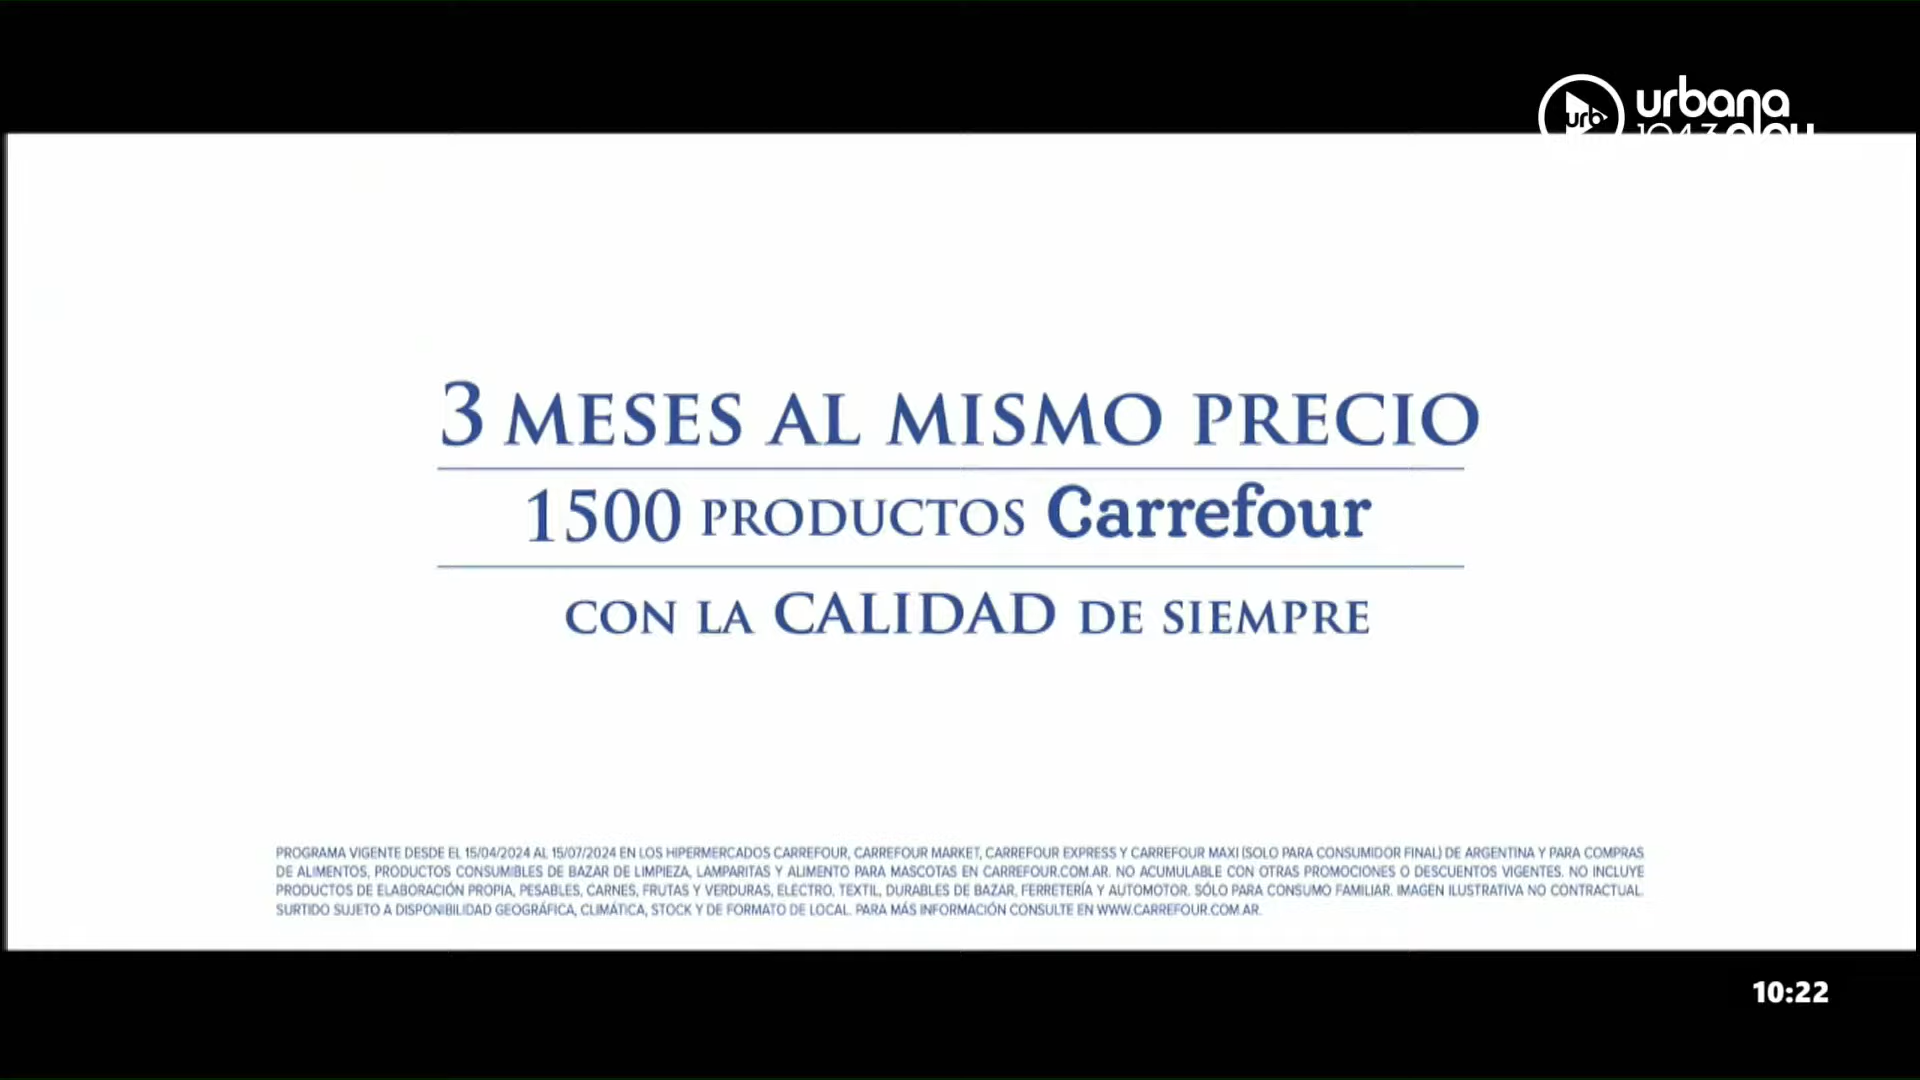 urbana
urb
104.3 play
3 MESES AL MISMO PRECIO
1500 PRODUCTOS Carrefour
CON LA CALIDAD DE SIEMPRE
PROGRAMA VIGENTE DESDE EL 15/04/2024 AL 15/07/2024 EN LOS HIPERMERCADOS CARREFOUR, CARREFOUR MARKET, CARREFOUR EXPRESS Y CARREFOUR MAXI (SOLO PARA CONSUMIDOR FINAL) DE ARGENTINA Y PARA COMPRAS
DE ALIMENTOS, PRODUCTOS CONSUMIBLES DE BAZAR DE LIMPIEZA, LAMPARITAS Y ALIMENTO PARA MASCOTAS EN CARREFOUR.COM.AR. NO ACUMULABLE CON OTRAS PROMOCIONES O DESCUENTOS VIGENTES. NO INCLUYE
PRODUCTOS DE ELABORACIÓN PROPIA, PESABLES, CARNES, FRUTAS Y VERDURAS, ELECTRO, TEXTIL, DURABLES DE BAZAR, FERRETERÍA Y AUTOMOTOR. SÓLO PARA CONSUMO FAMILIAR. IMAGEN ILUSTRATIVA NO CONTRACTUAL.
SURTIDO SUJETO A DISPONIBILIDAD GEOGRÁFICA, CLIMÁTICA, STOCK Y DE FORMATO DE LOCAL. PARA MÁS INFORMACIÓN CONSULTE EN WWW.CARREFOUR.COM.AR.
10:22